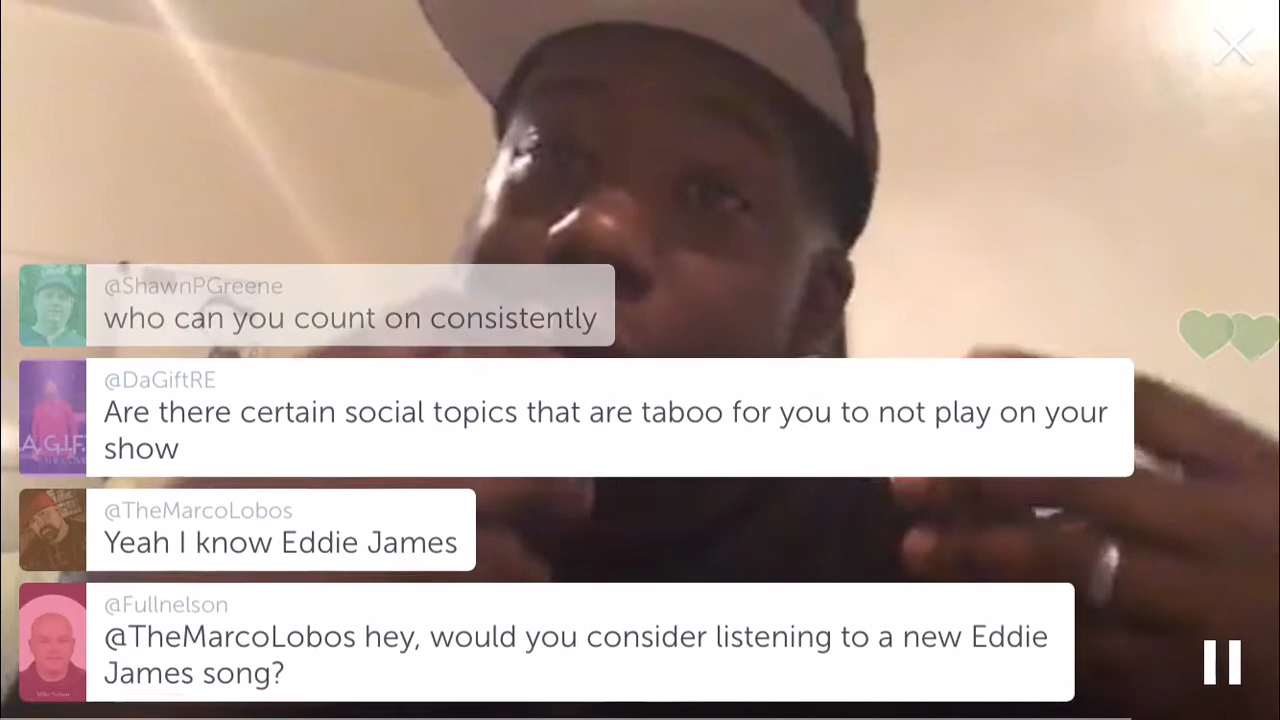 @ShawnPGreene
who can you count on consistently
@DaGiftRE
Are there certain social topics that are taboo for you to not play on your
show
A.G.I.F.
@TheMarcoLobos
Yeah I know Eddie James
@Fullnelson
@TheMarcoLobos hey, would you consider listening to a new Eddie
James song?
Mike Nelson